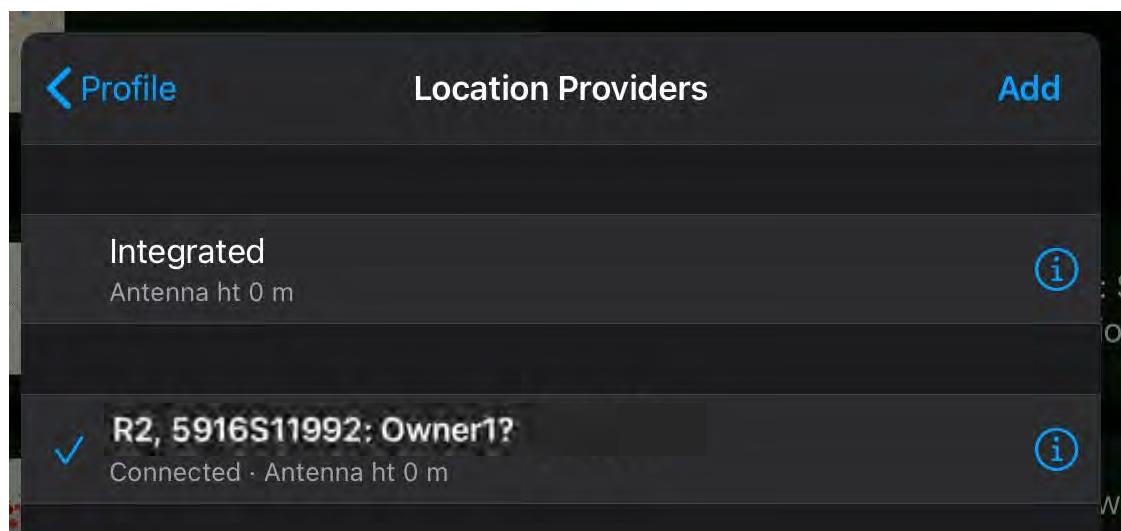 Profile
Location Providers
Add
Integrated
Antenna ht 0 m
R2, 5916S11992: Owner1?
Connected · Antenna ht 0 m